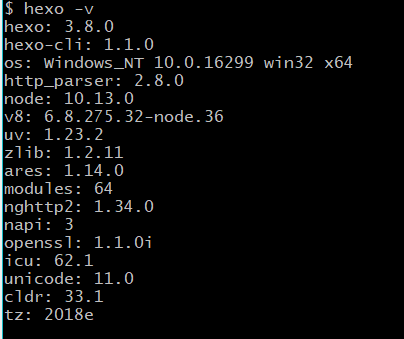 $ hexo -v
hexo: 3.8.0
hexo-cli: 1.1.0
os: Windows_NT 10.0.16299 win32 x64
http_parser: 2.8.0
node: 10.13.0
v8: 6.8.275.32-node.36
uv: 1.23.2
zlib: 1.2.11
ares: 1.14.0
modules: 64
nghttp2: 1.34.0
napi: 3
openssl: 1.1.0i
icu: 62.1
unicode: 11.0
cldr: 33.1
tz: 2018e